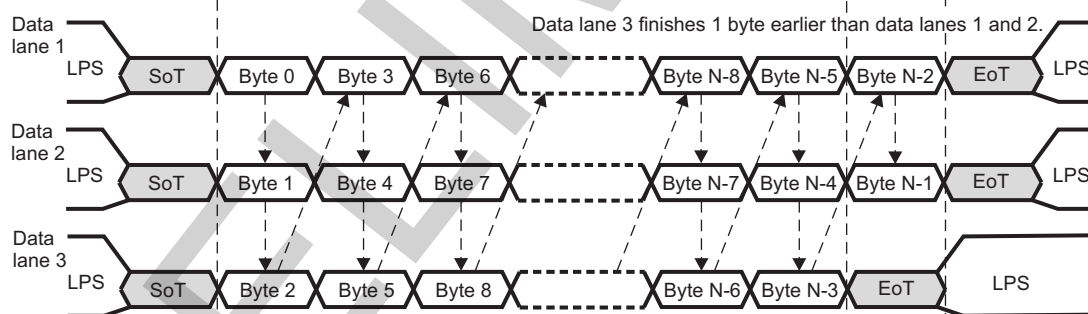 Data lane 3 finishes 1 byte earlier than data lanes 1 and 2.
Data
lane 1
LPS SoT Byte 0 Byte 3 Byte 6 Byte N-8 Byte N-5 Byte N-2 EoT LPS
Data
lane 2
LPS SoT Byte 1 Byte 4 Byte 7 Byte N-7 Byte N-4 Byte N-1 EoT LPS
Data
lane 3
LPS SoT Byte 2 Byte 5 Byte 8 Byte N-6 Byte N-3 EoT LPS